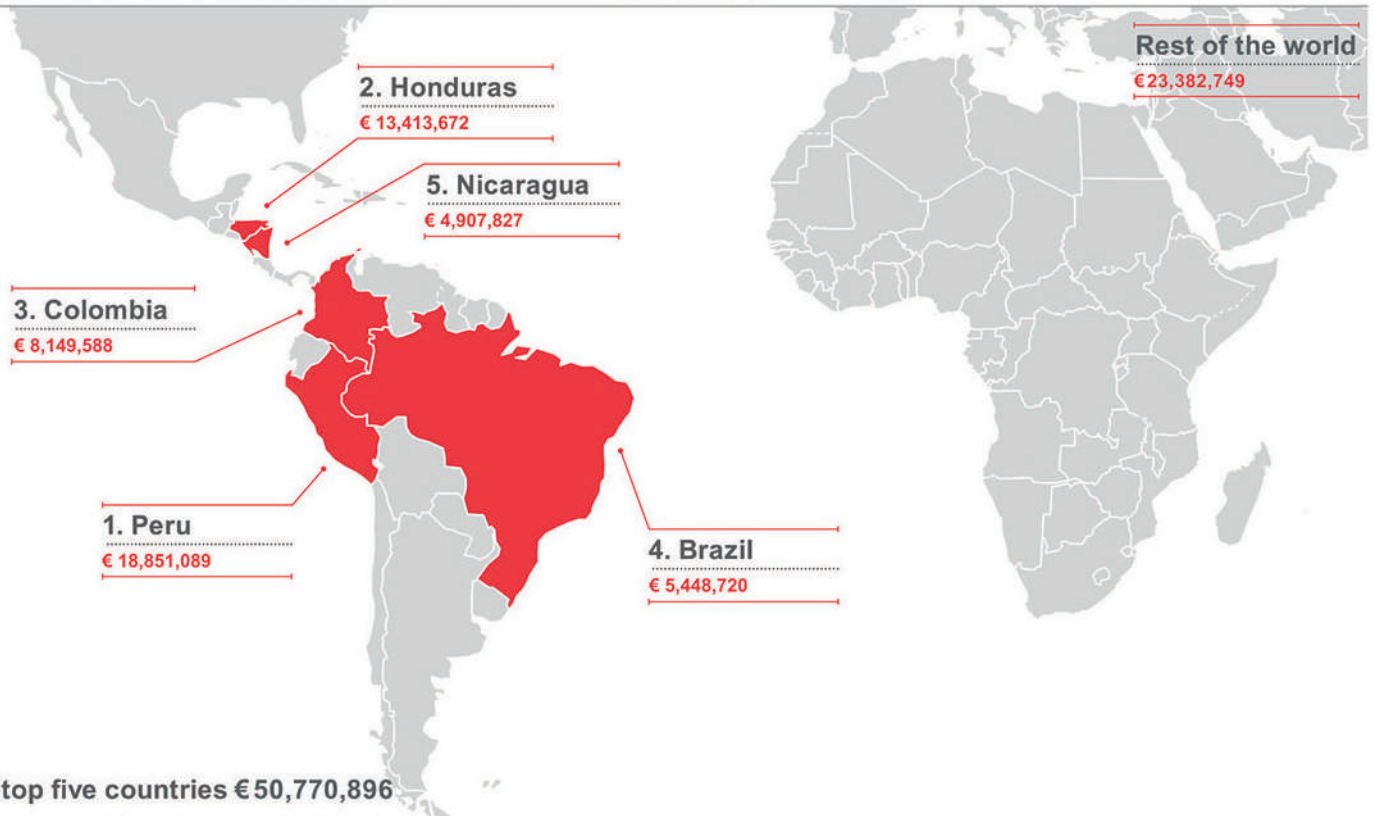 Rest of the world
€23,382,749
2. Honduras
€ 13,413,672
5. Nicaragua
€ 4,907,827
3. Colombia
€ 8,149,588
1. Peru
€ 18,851,089
4. Brazil
€ 5,448,720
top five countries €50,770,896